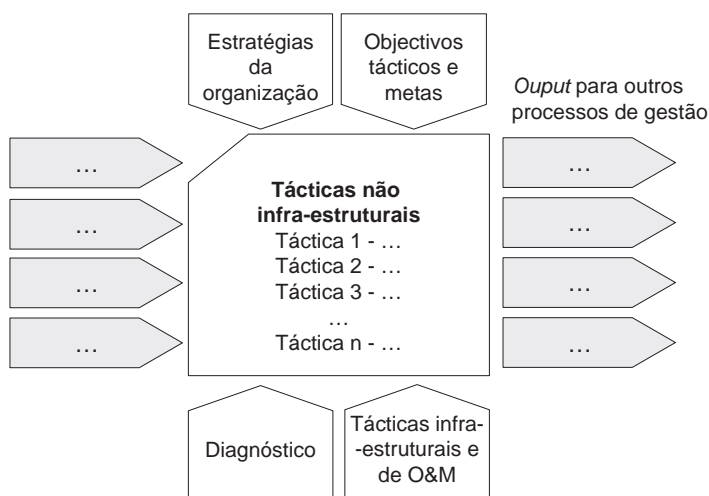 Estratégias
da
organização
Objectivos
tácticos e
metas
Ouput para outros
processos de gestão
…
…
…
…
Tácticas não
infra-estruturais
Táctica 1 - …
Táctica 2 - …
Táctica 3 - …
…
Táctica n - …
…
…
…
…
Diagnóstico
Tácticas infra-
-estruturais e
de O&M